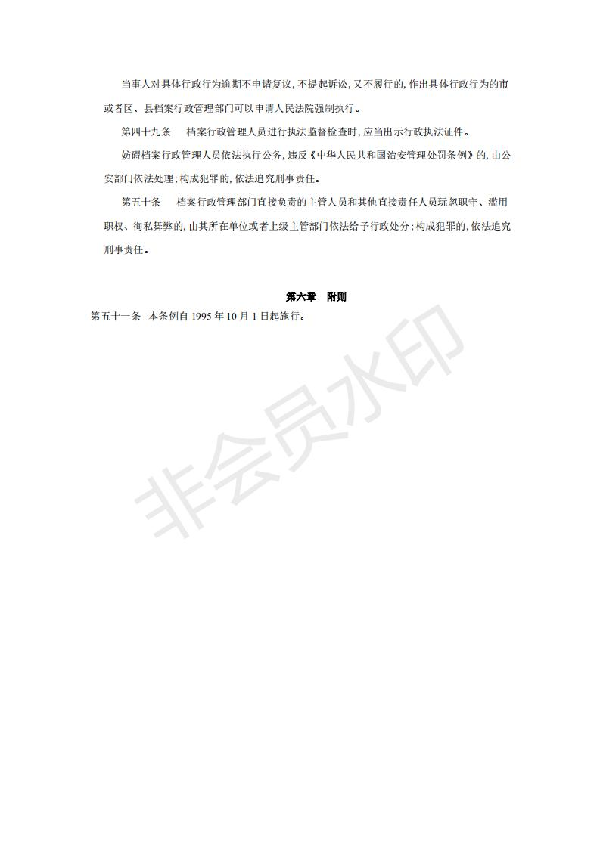 当事人对具体行政行为逾期不申请复议,不提起诉讼,又不履行的,作出具体行政行为的市
或者区、县档案行政管理部门可以申请人民法院强制执行。
第四十九条 档案行政管理人员进行执法监督检查时,应当出示行政执法证件。
妨碍档案行政管理人员依法执行公务,违反《中华人民共和国治安管理处罚条例》的,由公
安部门依法处理;构成犯罪的,依法追究刑事责任。
第五十条 档案行政管理部门直接负责的主管人员和其他直接责任人员玩忽职守、滥用
职权、徇私舞弊的,由其所在单位或者上级主管部门依法给予行政处分;构成犯罪的,依法追究
刑事责任。
第六章 附则
第五十一条 本条例自 1995 年 10 月 1 日起施行。
非会员水印